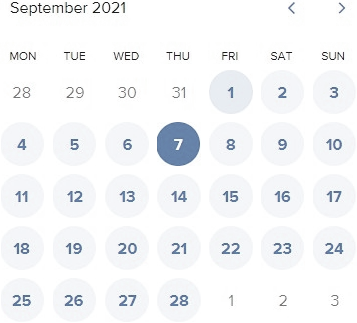 September 2021
MON TUE WED THU FRI SAT SUN
28 29 30 31 1 2 3
4 5 6 7 8 9 10
11 12 13 14 15 16 17
18 19 20 21 22 23 24
25 26 27 28 1 2 3